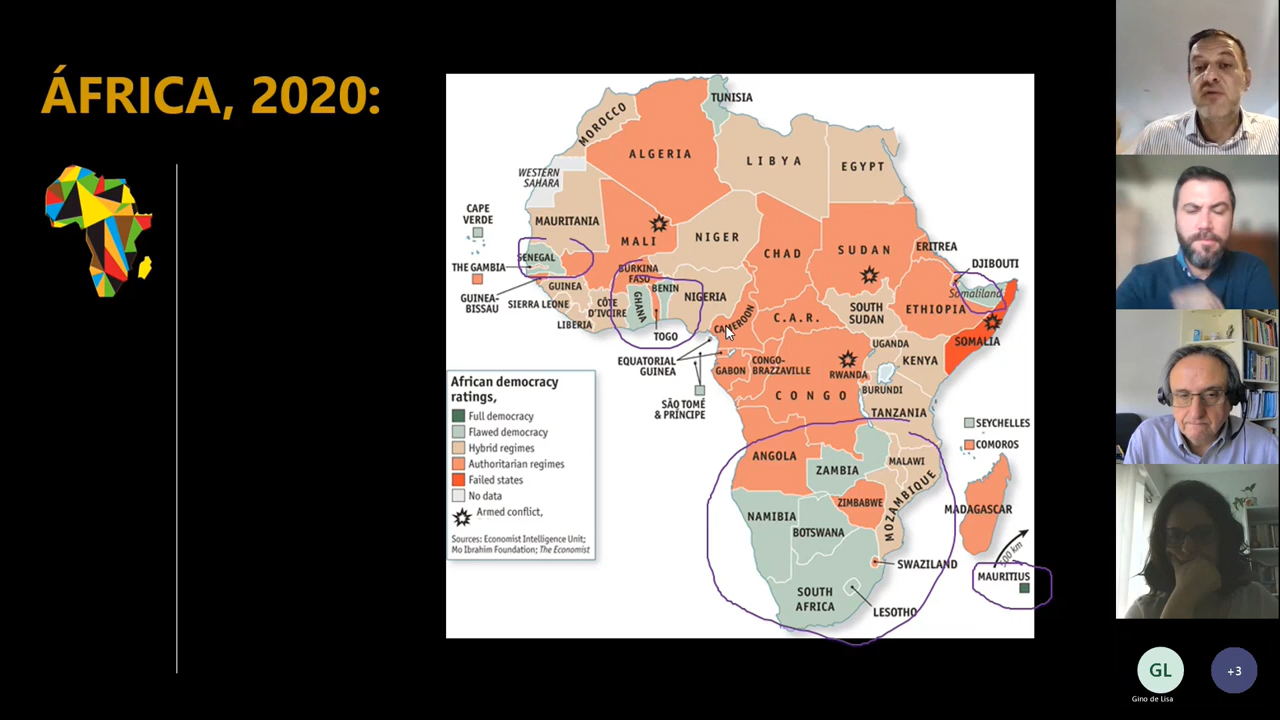 ÁFRICA, 2020:
TUNISIA
MOROCCO
ALGERIA
LIBYA
EGYPT
WESTERN
SAHARA
CAPE
VERDE
MAURITANIA
MALI
NIGER
CHAD
SUDAN
ERITREA
DJIBOUTI
SENEGAL
THE GAMBIA
GUINEA-
BISSAU
GUINEA
SIERRA LEONE
LIBERIA
CÔTE
D'IVOIRE
BURKINA
FASO
GHANA
BENIN
TOGO
NIGERIA
CAMEROON
C.A.R.
SOUTH
SUDAN
ETHIOPIA
Somaliland
SOMALIA
EQUATORIAL
GUINEA
GABON
CONGO-
BRAZZAVILLE
UGANDA
KENYA
RWANDA
BURUNDI
CONGO
TANZANIA
SÃO TOMÉ
& PRÍNCIPE
SEYCHELLES
COMOROS
ANGOLA
ZAMBIA
MALAWI
MOZAMBIQUE
ZIMBABWE
MADAGASCAR
NAMIBIA
BOTSWANA
SWAZILAND
SOUTH
AFRICA
LESOTHO
500 km
MAURITIUS
African democracy
ratings,
Full democracy
Flawed democracy
Hybrid regimes
Authoritarian regimes
Failed states
No data
Armed conflict,
Sources: Economist Intelligence Unit;
Mo Ibrahim Foundation; The Economist
GL
+3
Gino de Lisa